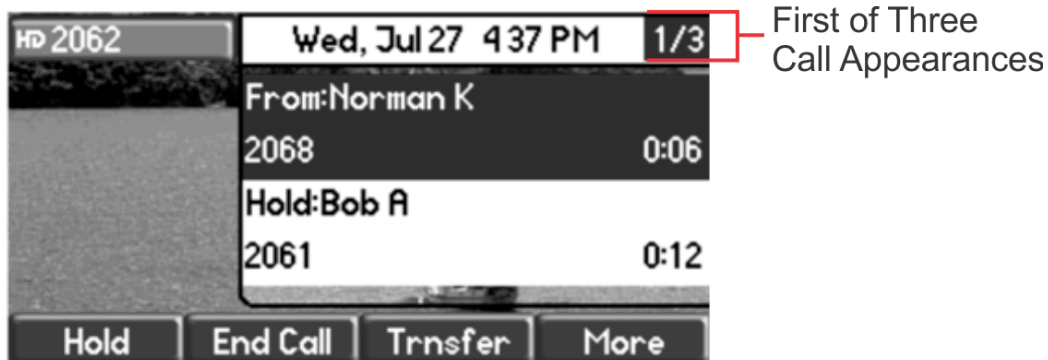 HD 2062
Wed, Jul 27 4 37 PM 1/3
First of Three
Call Appearances
From:Norman K
2068 0:06
Hold:Bob A
2061 0:12
Hold End Call Trnsfer More